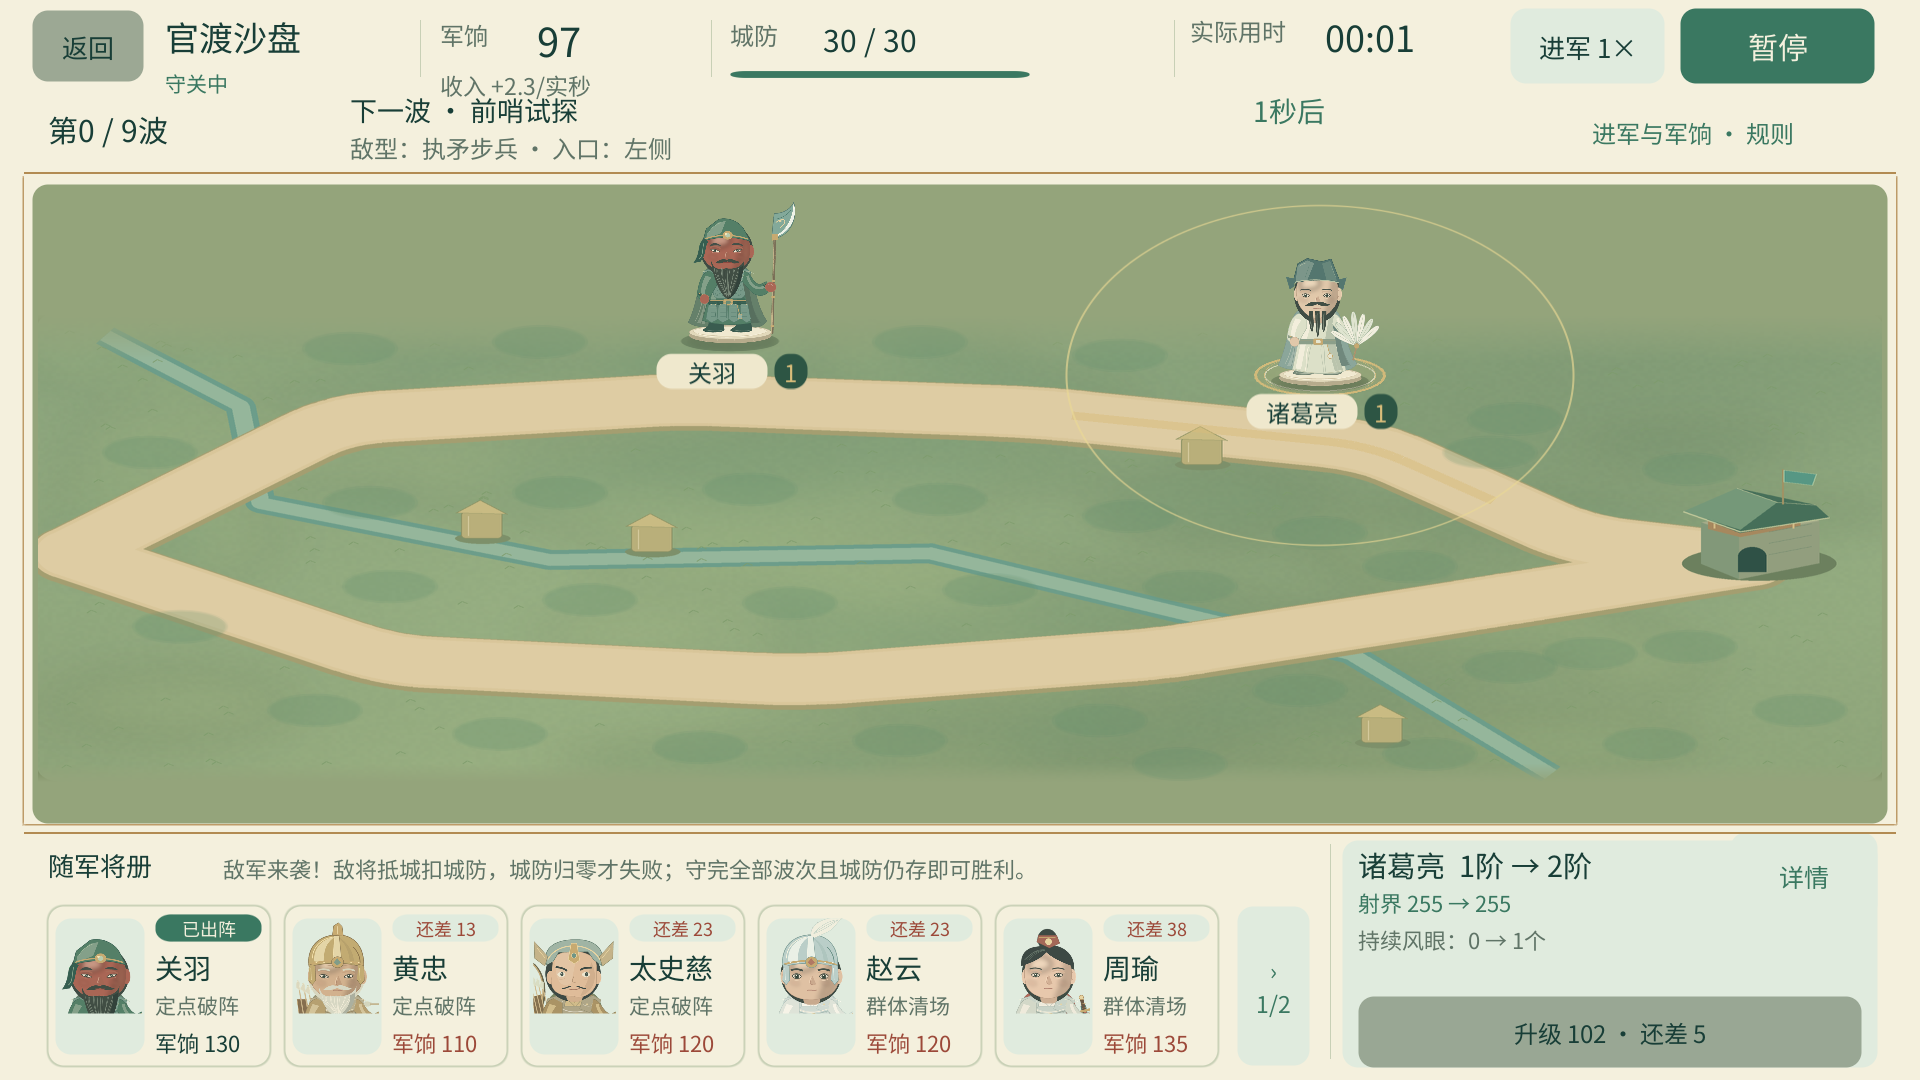 返回
官渡沙盘
守关中
军饷 97
收入 +2.3/实秒
城防 30 / 30
实际用时 00:01
进军 1×
暂停
第0 / 9波
下一波 · 前哨试探
敌型：执矛步兵 · 入口：左侧
1秒后
进军与军饷 · 规则
关羽 1
诸葛亮 1
随军将册
敌军来袭！敌将抵城扣城防，城防归零才失败；守完全部波次且城防仍存即可胜利。
已出阵
关羽
定点破阵
军饷 130
还差 13
黄忠
定点破阵
军饷 110
还差 23
太史慈
定点破阵
军饷 120
还差 23
赵云
群体清场
军饷 120
还差 38
周瑜
群体清场
军饷 135
›
1/2
诸葛亮 1阶 → 2阶
详情
射界 255 → 255
持续风眼：0 → 1个
升级 102 · 还差 5